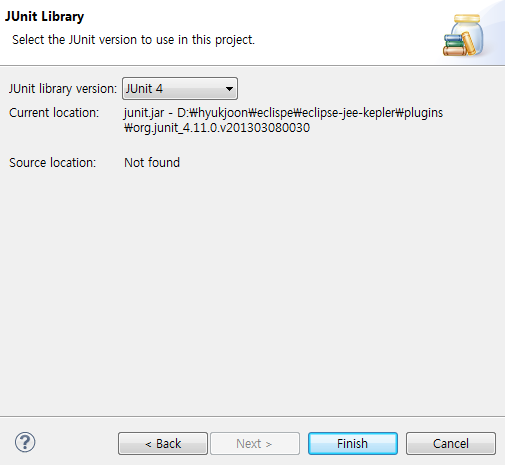 JUnit Library
Select the JUnit version to use in this project.
JUnit library version: JUnit 4
Current location: junit.jar - D:₩hyukjoon₩eclispe₩eclipse-jee-kepler₩plugins
₩org.junit_4.11.0.v201303080030
Source location: Not found
? < Back Next > Finish Cancel